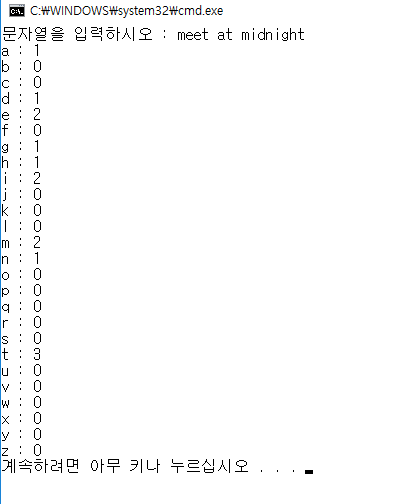 C:\WINDOWS\system32\cmd.exe
문자열을 입력하시오 : meet at midnight
a : 1
b : 0
c : 0
d : 1
e : 2
f : 0
g : 1
h : 1
i : 2
j : 0
k : 0
l : 0
m : 2
n : 1
o : 0
p : 0
q : 0
r : 0
s : 0
t : 3
u : 0
v : 0
w : 0
x : 0
y : 0
z : 0
계속하려면 아무 키나 누르십시오 . . .